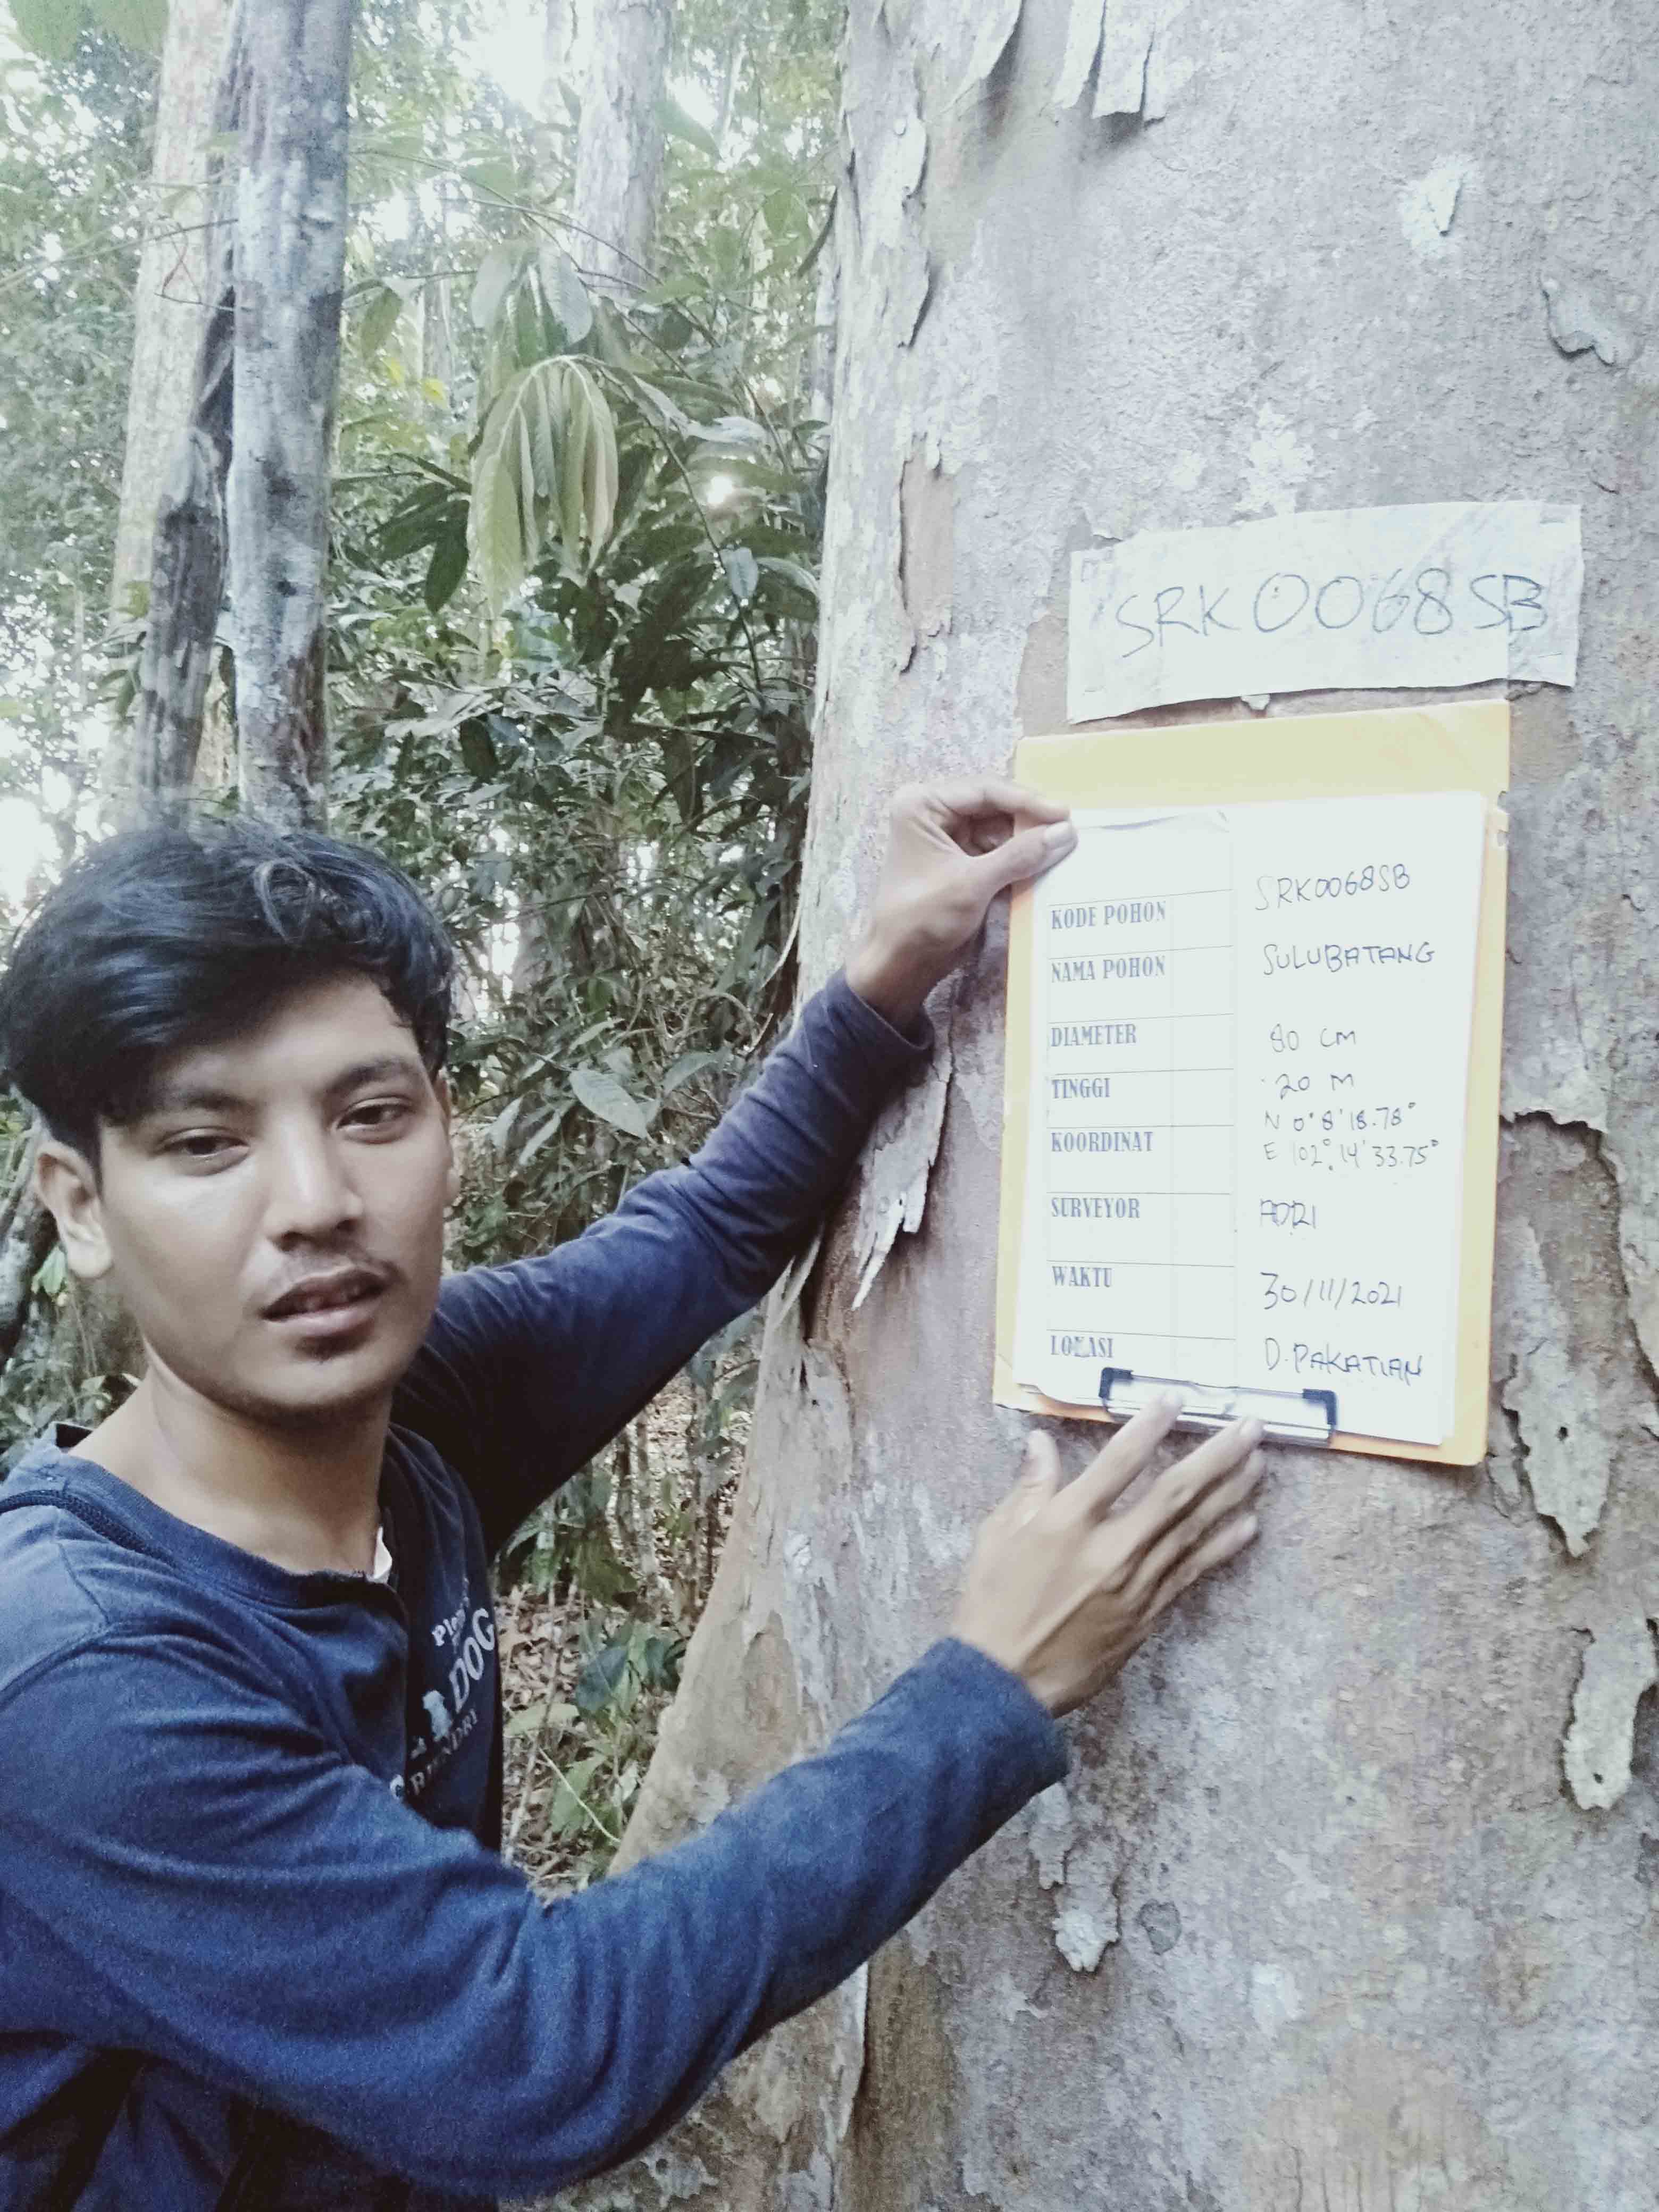 SRK0068SB
KODE POHON SRK0068SB
NAMA POHON SULUBATANG
DIAMETER 80 CM
TINGGI 20 M
KOORDINAT N 0°8'18.78°
E 102°14'33.75°
SURVEYOR ADRI
WAKTU 30/11/2021
LOKASI D.PAKATIAN
DOG